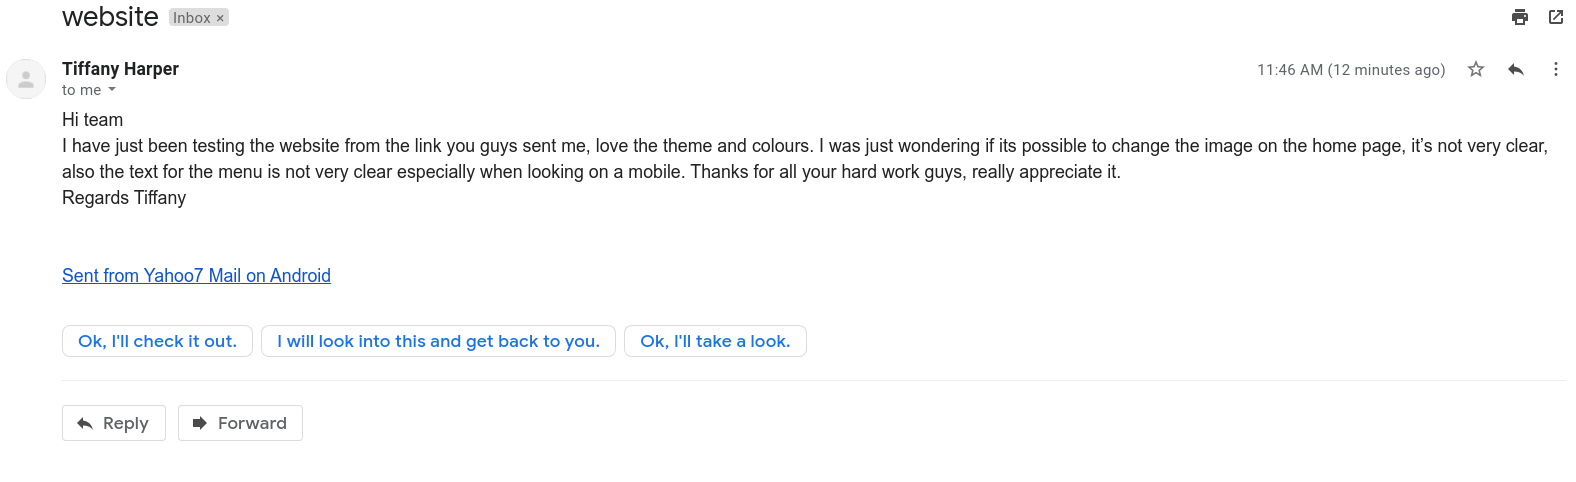 website Inbox ×
Tiffany Harper
11:46 AM (12 minutes ago)
to me
Hi team
I have just been testing the website from the link you guys sent me, love the theme and colours. I was just wondering if its possible to change the image on the home page, it’s not very clear,
also the text for the menu is not very clear especially when looking on a mobile. Thanks for all your hard work guys, really appreciate it.
Regards Tiffany
Sent from Yahoo7 Mail on Android
Ok, I'll check it out. I will look into this and get back to you. Ok, I'll take a look.
Reply Forward